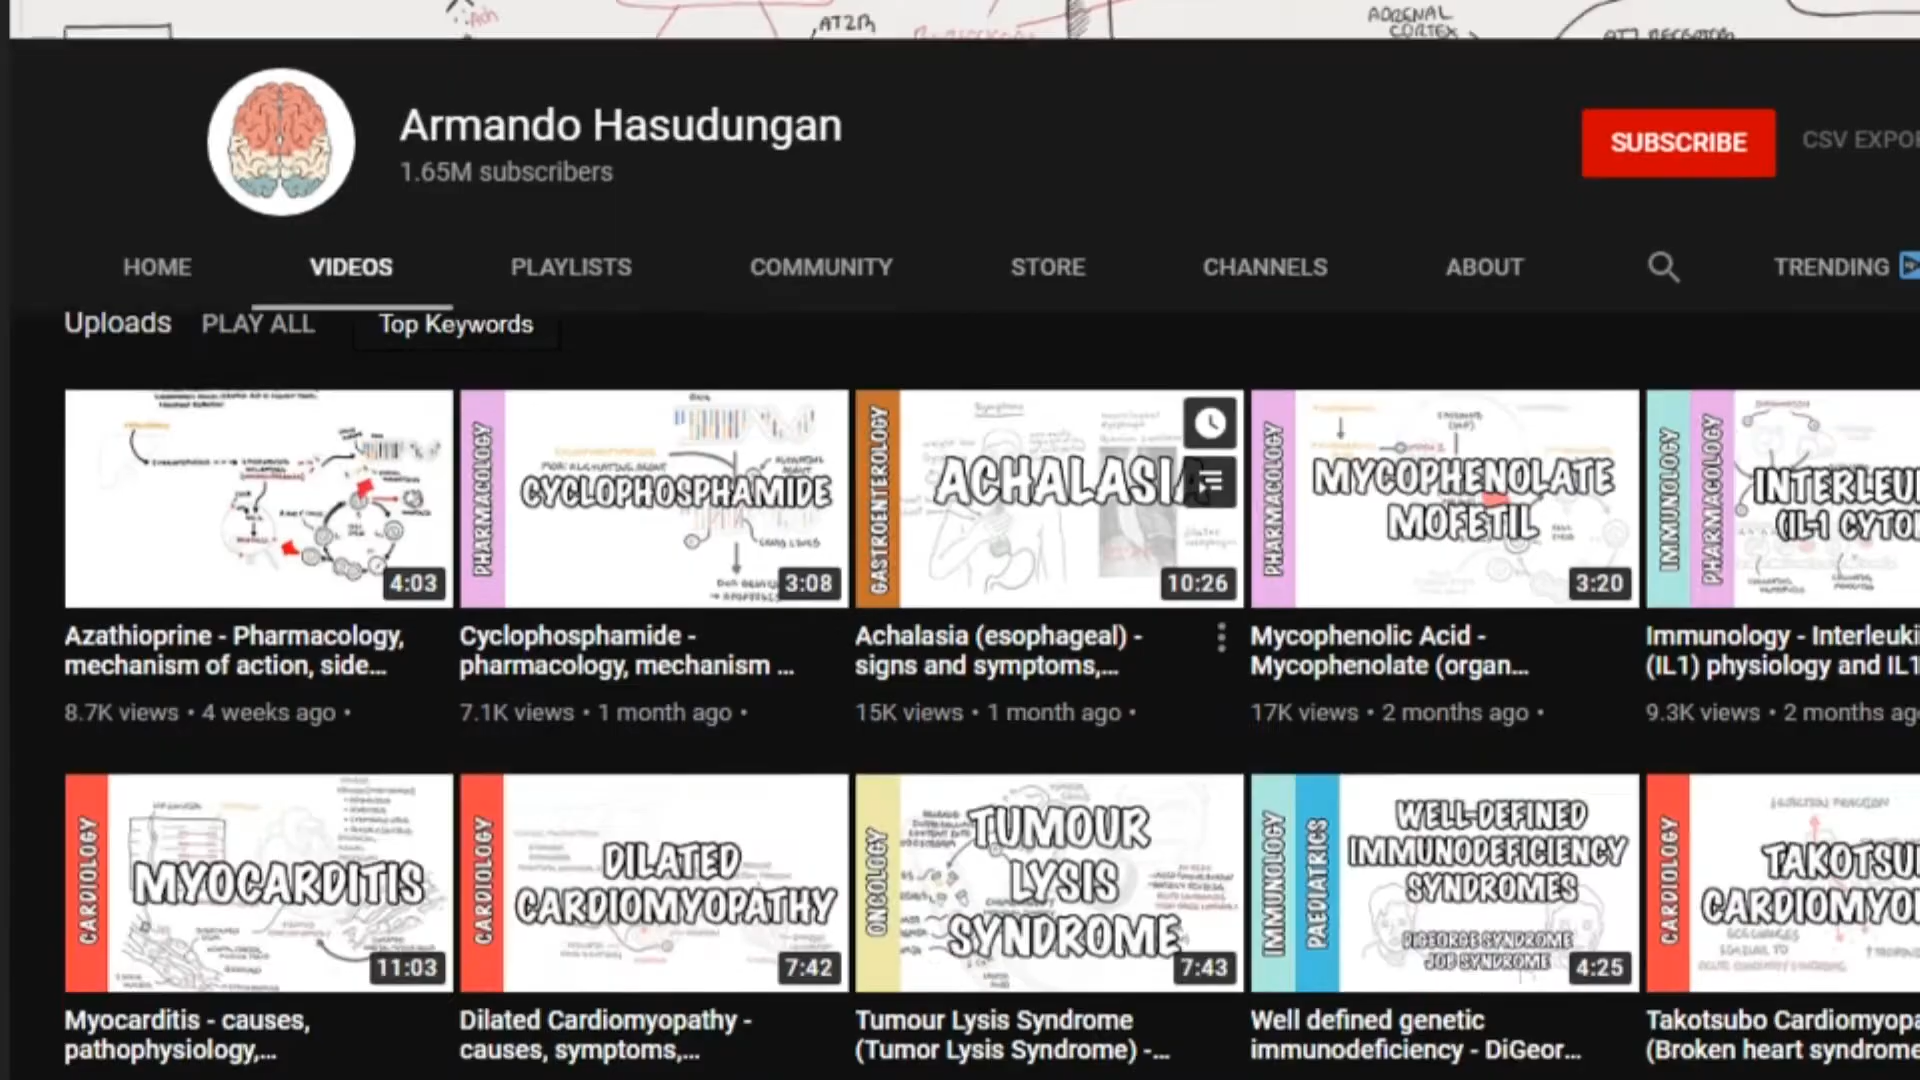 Ach
AT2R
ADRENAL
CORTEX
AT1 RECEPTOR
Armando Hasudungan
1.65M subscribers
SUBSCRIBE
CSV EXPO
HOME
VIDEOS
PLAYLISTS
COMMUNITY
STORE
CHANNELS
ABOUT
TRENDING
Uploads
PLAY ALL
Top Keywords
4:03
PHARMACOLOGY
CYCLOPHOSPHAMIDE
3:08
GASTROENTEROLOGY
ACHALASIA
10:26
PHARMACOLOGY
MYCOPHENOLATE
MOFETIL
3:20
IMMUNOLOGY
PHARMACOLOGY
INTERLEU
(IL-1 CYTO
Azathioprine - Pharmacology,
mechanism of action, side...
8.7K views • 4 weeks ago •
Cyclophosphamide -
pharmacology, mechanism ...
7.1K views • 1 month ago •
Achalasia (esophageal) -
signs and symptoms,...
15K views • 1 month ago •
Mycophenolic Acid -
Mycophenolate (organ...
17K views • 2 months ago •
Immunology - Interleuki
(IL1) physiology and IL1
9.3K views • 2 months ag
CARDIOLOGY
MYOCARDITIS
11:03
CARDIOLOGY
DILATED
CARDIOMYOPATHY
7:42
ONCOLOGY
TUMOUR
LYSIS
SYNDROME
7:43
IMMUNOLOGY
PAEDIATRICS
WELL-DEFINED
IMMUNODEFICIENCY
SYNDROMES
DIGEORGE SYNDROME
JOB SYNDROME
4:25
CARDIOLOGY
TAKOTSU
CARDIOMYO
Myocarditis - causes,
pathophysiology,...
Dilated Cardiomyopathy -
causes, symptoms,...
Tumour Lysis Syndrome
(Tumor Lysis Syndrome) -...
Well defined genetic
immunodeficiency - DiGeor...
Takotsubo Cardiomyopa
(Broken heart syndrome